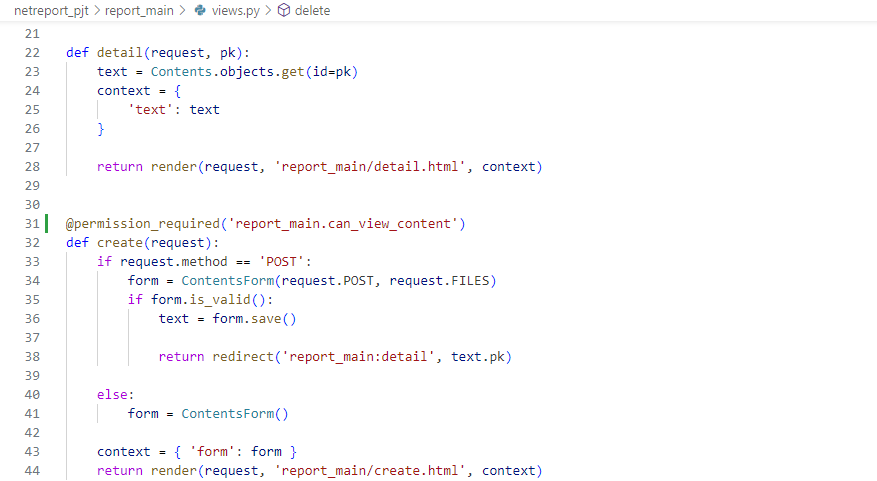 netreport_pjt > report_main > views.py > delete
21
22 def detail(request, pk):
23     text = Contents.objects.get(id=pk)
24     context = {
25         'text': text
26     }
27
28     return render(request, 'report_main/detail.html', context)
29
30
31 @permission_required('report_main.can_view_content')
32 def create(request):
33     if request.method == 'POST':
34         form = ContentsForm(request.POST, request.FILES)
35         if form.is_valid():
36             text = form.save()
37
38             return redirect('report_main:detail', text.pk)
39
40     else:
41         form = ContentsForm()
42
43     context = { 'form': form }
44     return render(request, 'report_main/create.html', context)